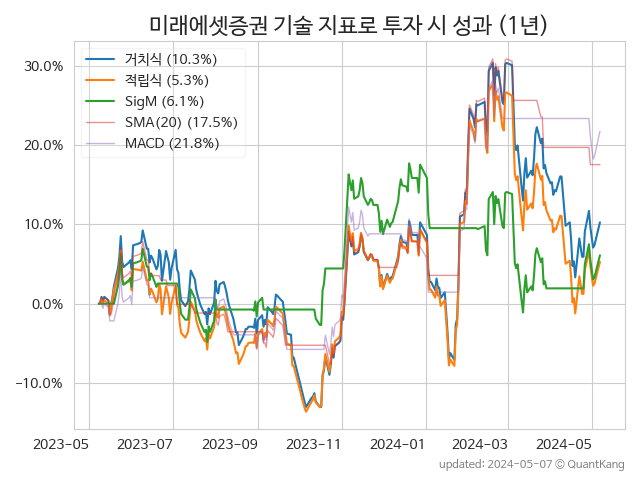 미래에셋증권 기술 지표로 투자 시 성과 (1년)
거치식 (10.3%)
적립식 (5.3%)
SigM (6.1%)
SMA(20) (17.5%)
MACD (21.8%)
30.0%
20.0%
10.0%
0.0%
−10.0%
2023-05 2023-07 2023-09 2023-11 2024-01 2024-03 2024-05
updated: 2024-05-07 © QuantKang